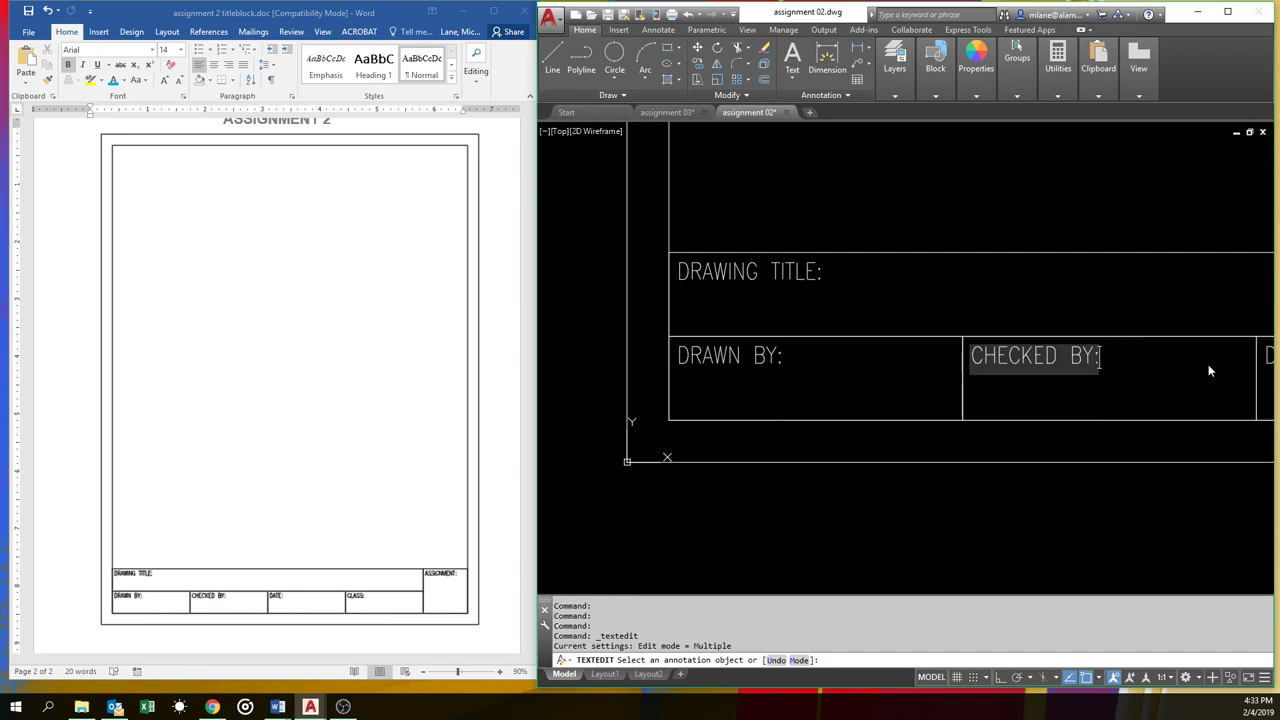 assignment 2 titleblock.doc [Compatibility Mode] - Word
File Home Insert Design Layout References Mailings Review View ACROBAT Tell me... Lane, Mic... Share
Paste
Arial 14
Emphasis Heading 1 ¶ Normal
Editing
Clipboard Font Paragraph Styles
ASSIGNMENT 2
DRAWING TITLE: ASSIGNMENT:
DRAWN BY: CHECKED BY: DATE: CLASS:
Page 2 of 2 20 words 90%
assignment 02.dwg Type a keyword or phrase mlane@alam...
Home Insert Annotate Manage Output Add-ins Collaborate Express Tools Featured Apps
Line Polyline Circle Arc Text Dimension Layers Block Properties Groups Utilities Clipboard View
Draw Modify Annotation
Start assignment 03* assignment 02*
[−][Top][2D Wireframe]
DRAWING TITLE:
DRAWN BY: CHECKED BY: D
Y
X
Command:
Command:
Command:
Command: _textedit
Current settings: Edit mode = Multiple
TEXTEDIT Select an annotation object or [Undo Mode]:
Model Layout1 Layout2 +
MODEL 1:1
4:33 PM
2/4/2019